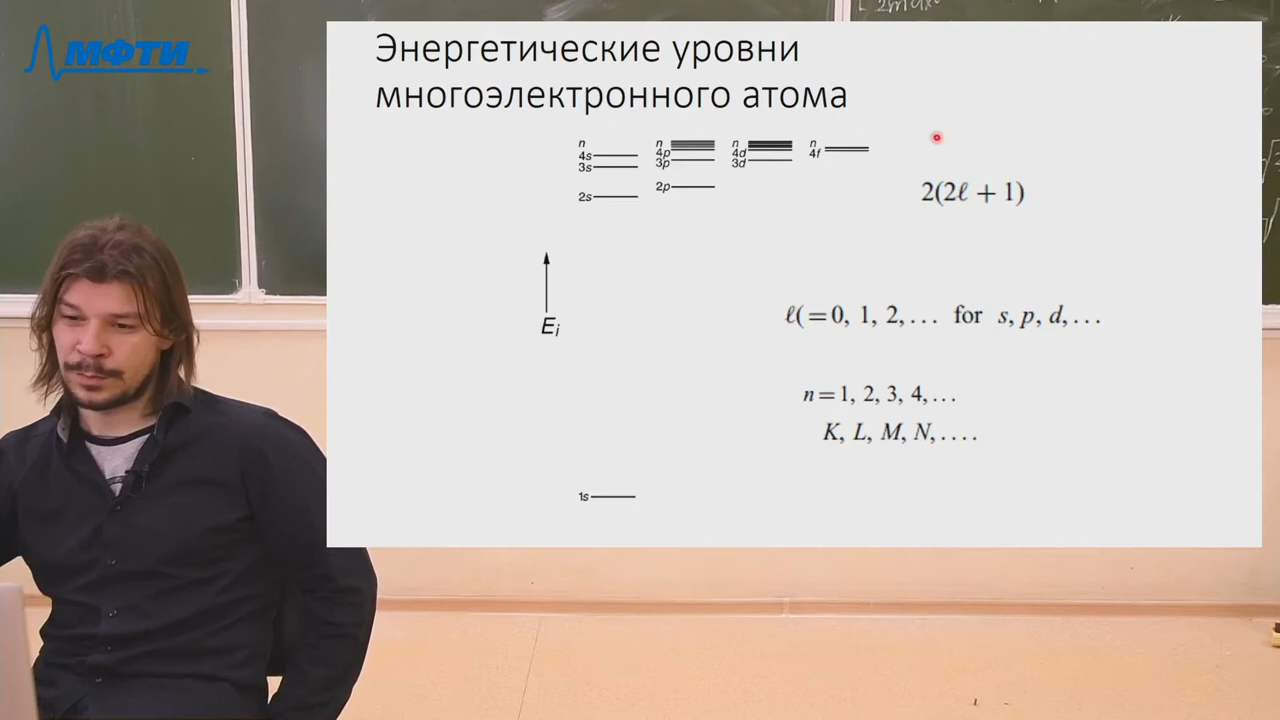 МФТИ
Энергетические уровни
многоэлектронного атома
n
4s
3s
2s
n
4p
3p
2p
n
4d
3d
n
4f
2(2ℓ + 1)
E_i
ℓ(=0, 1, 2,... for s, p, d,...
n=1, 2, 3, 4,...
K, L, M, N,....
1s